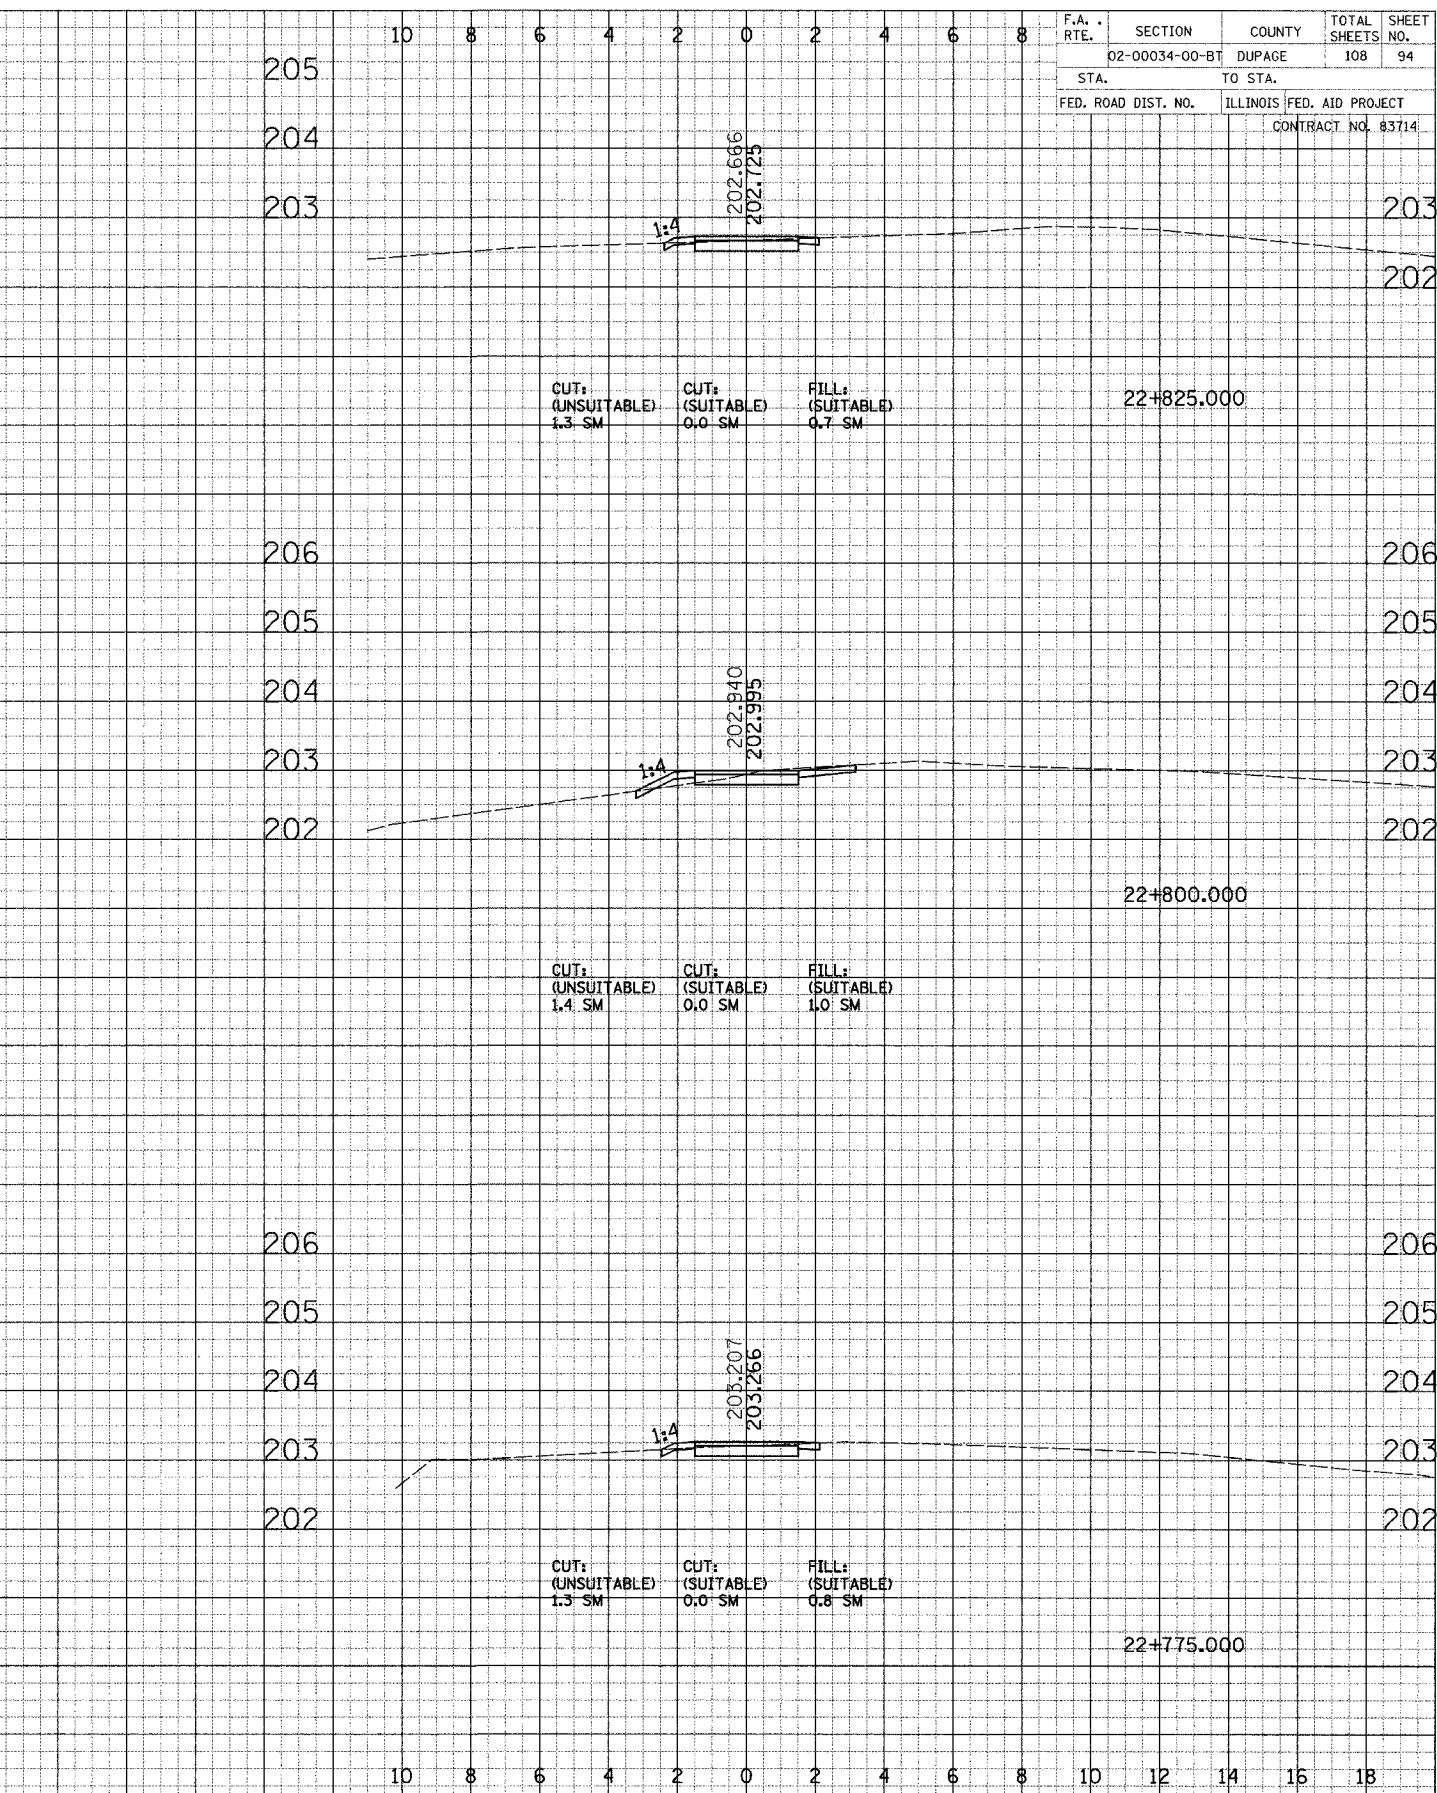 10 8 6 4 2 0 2 4 6 8
F.A. . RTE. SECTION COUNTY TOTAL SHEETS SHEET NO.
02-00034-00-BT DUPAGE 108 94
STA. TO STA.
FED. ROAD DIST. NO. ILLINOIS FED. AID PROJECT
CONTRACT NO. 83714
205
204
202.666
202.725
203 203
1:4
202
CUT: (UNSUITABLE) 1.3 SM
CUT: (SUITABLE) 0.0 SM
FILL: (SUITABLE) 0.7 SM
22+825.000
206 206
205 205
204 204
202.940
202.995
203 203
1:4
202 202
22+800.000
CUT: (UNSUITABLE) 1.4 SM
CUT: (SUITABLE) 0.0 SM
FILL: (SUITABLE) 1.0 SM
206 206
205 205
204 204
203.207
203.266
203 203
1:4
202 202
CUT: (UNSUITABLE) 1.3 SM
CUT: (SUITABLE) 0.0 SM
FILL: (SUITABLE) 0.8 SM
22+775.000
10 8 6 4 2 0 2 4 6 8 10 12 14 16 18